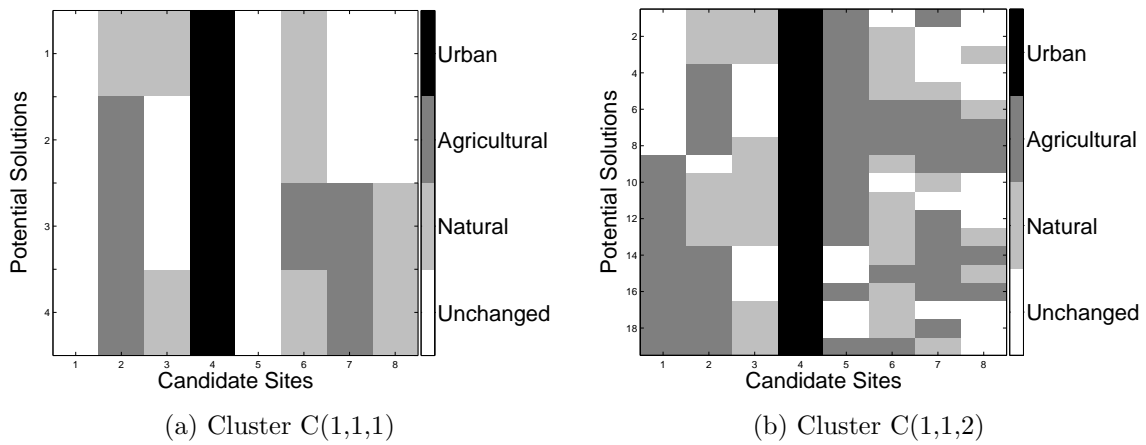 Potential Solutions
1
2
3
4
1 2 3 4 5 6 7 8
Candidate Sites
Urban
Agricultural
Natural
Unchanged
(a) Cluster C(1,1,1)
Potential Solutions
2
4
6
8
10
12
14
16
18
1 2 3 4 5 6 7 8
Candidate Sites
Urban
Agricultural
Natural
Unchanged
(b) Cluster C(1,1,2)